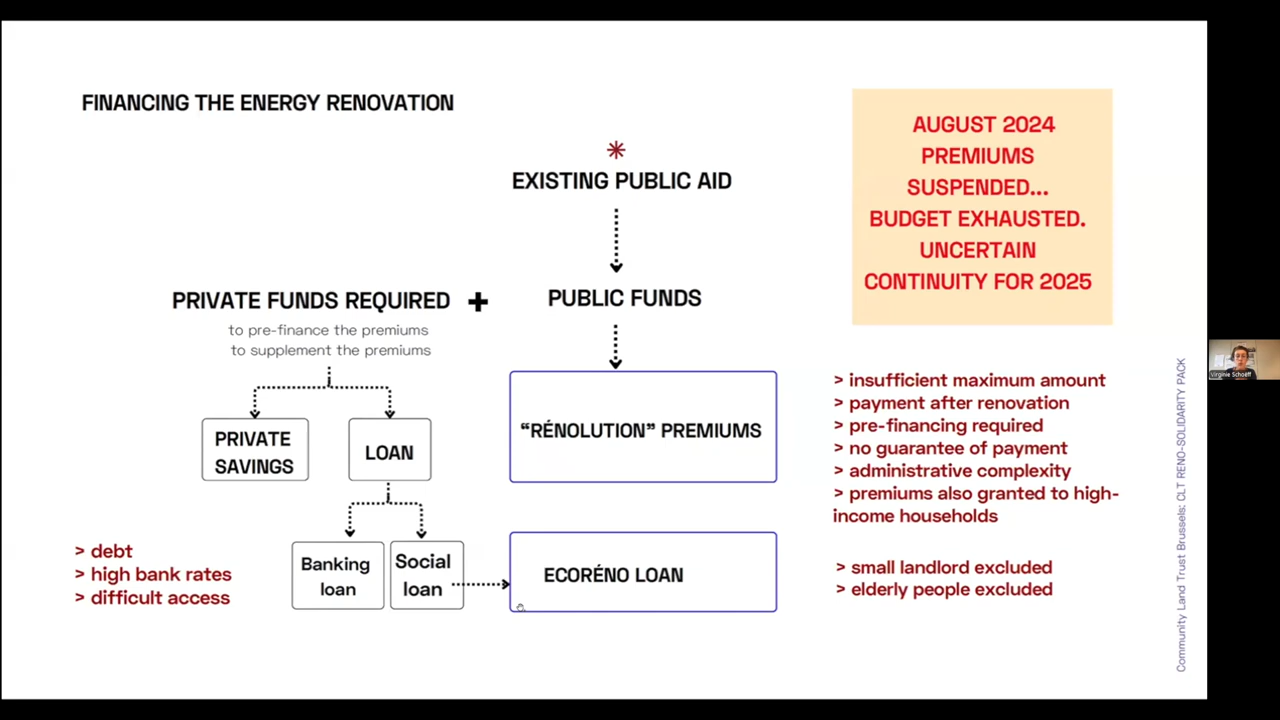 FINANCING THE ENERGY RENOVATION
EXISTING PUBLIC AID
AUGUST 2024
PREMIUMS
SUSPENDED...
BUDGET EXHAUSTED.
UNCERTAIN
CONTINUITY FOR 2025
PRIVATE FUNDS REQUIRED + PUBLIC FUNDS
to pre-finance the premiums
to supplement the premiums
PRIVATE
SAVINGS
LOAN
“RÉNOLUTION” PREMIUMS
> insufficient maximum amount
> payment after renovation
> pre-financing required
> no guarantee of payment
> administrative complexity
> premiums also granted to high-
income households
> debt
> high bank rates
> difficult access
Banking
loan
Social
loan
ECORÉNO LOAN
> small landlord excluded
> elderly people excluded
Community Land Trust Brussels: CLT RENO-SOLIDARITY PACK
Virginie Schoëff